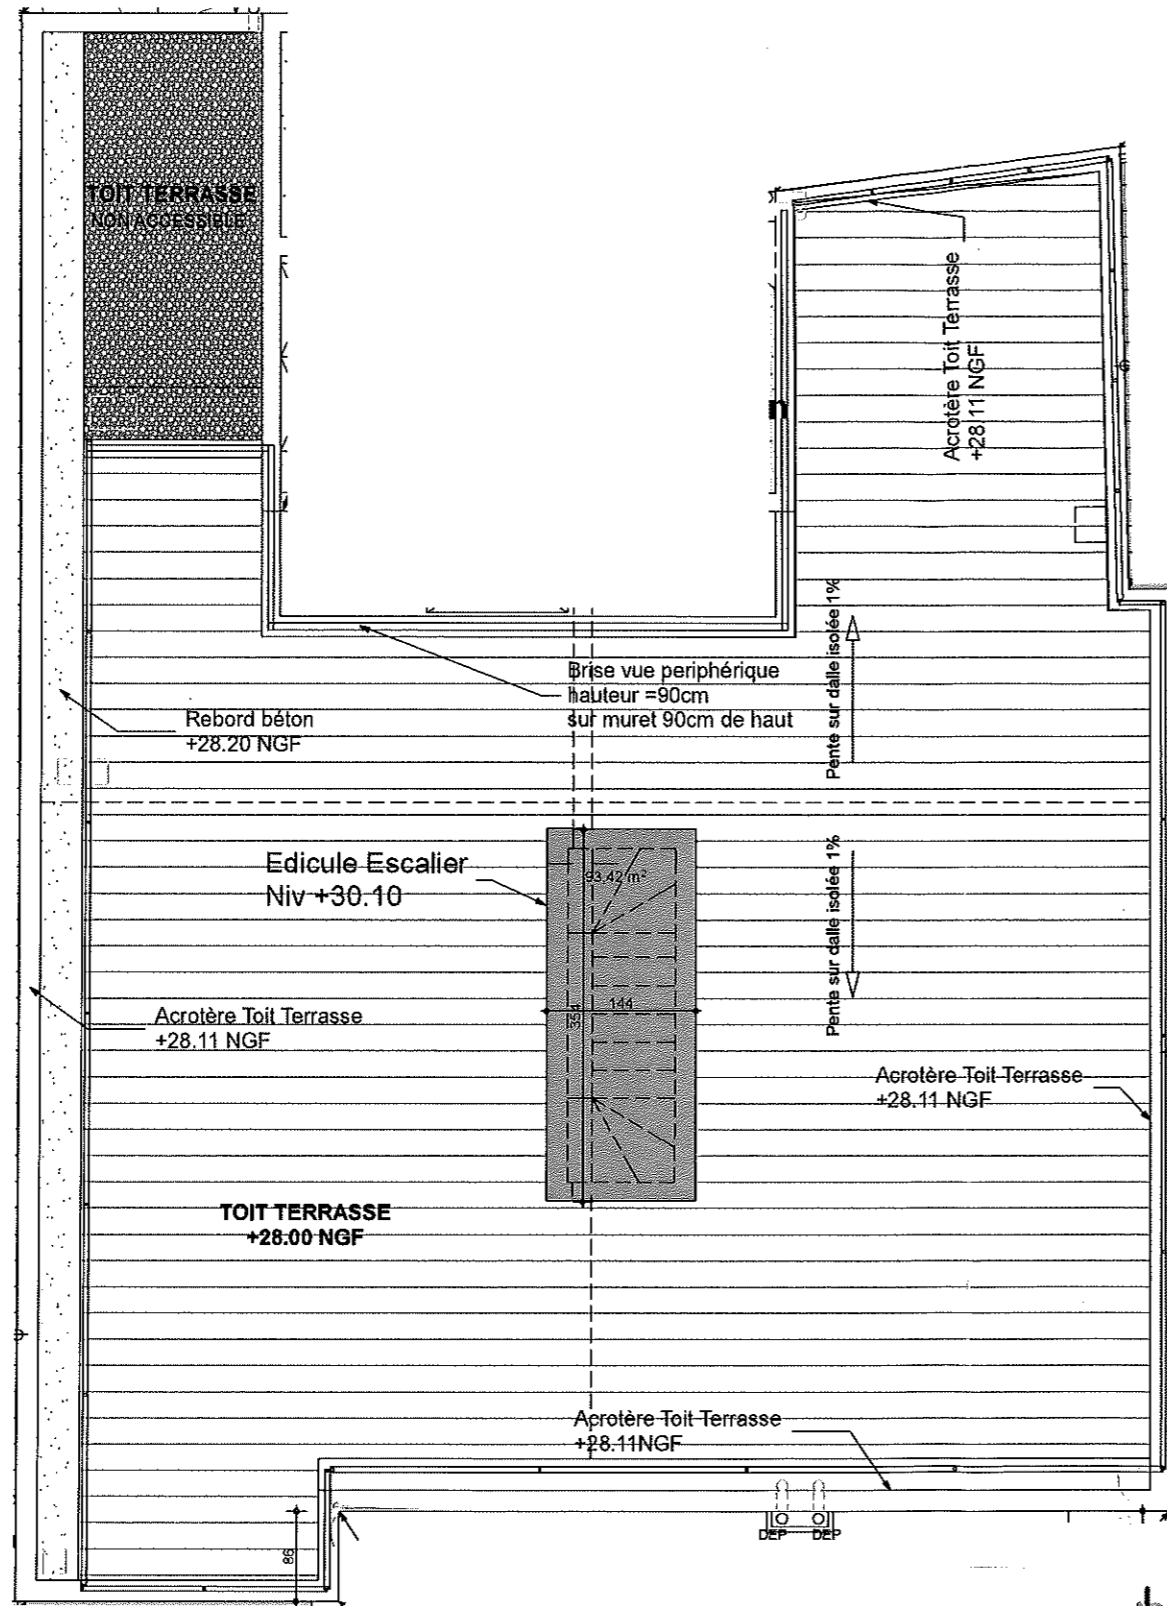 TOIT TERRASSE
NON ACCESSIBLE
Acrotère Toit Terrasse
+28.11 NGF
n
Brise vue periphérique
hauteur =90cm
sur muret 90cm de haut
Pente sur dalle isolée 1%
Rebord béton
+28.20 NGF
Edicule Escalier
Niv +30.10
93.42 m²
354
144
Pente sur dalle isolée 1%
Acrotère Toit Terrasse
+28.11 NGF
Acrotère Toit Terrasse
+28.11 NGF
TOIT TERRASSE
+28.00 NGF
Acrotère Toit Terrasse
+28.11NGF
DEP DEP
86